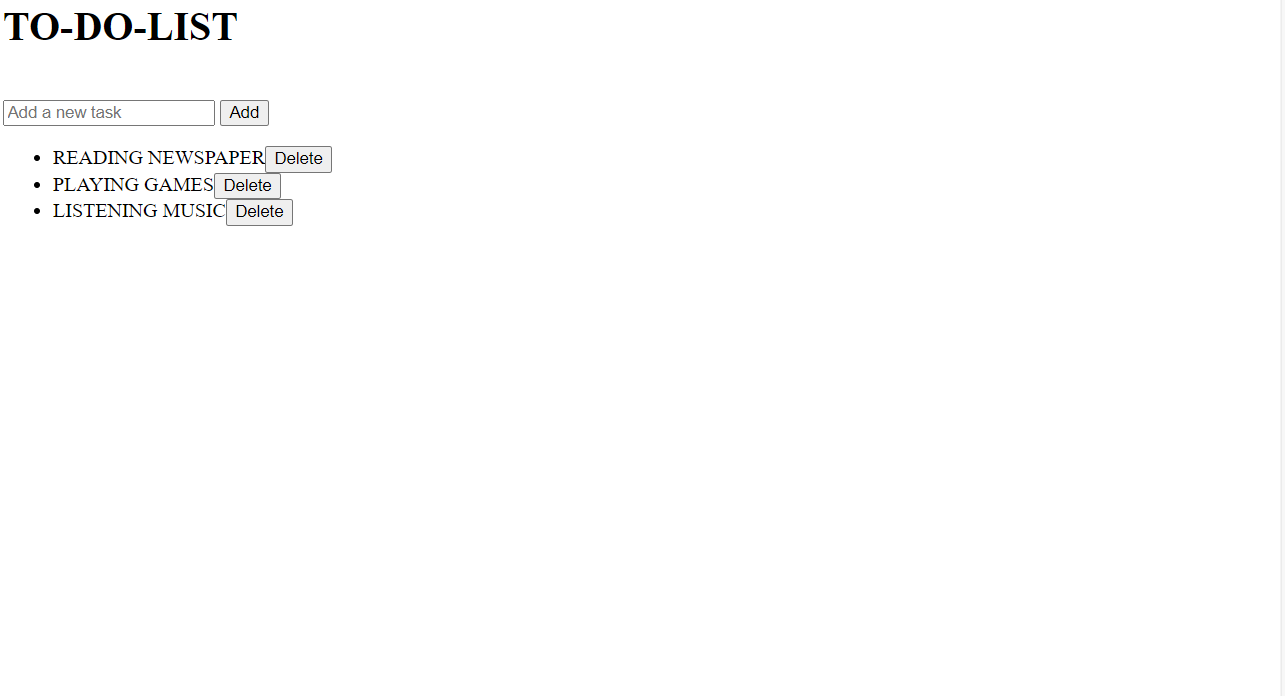 TO-DO-LIST
Add a new task Add
READING NEWSPAPER Delete
PLAYING GAMES Delete
LISTENING MUSIC Delete